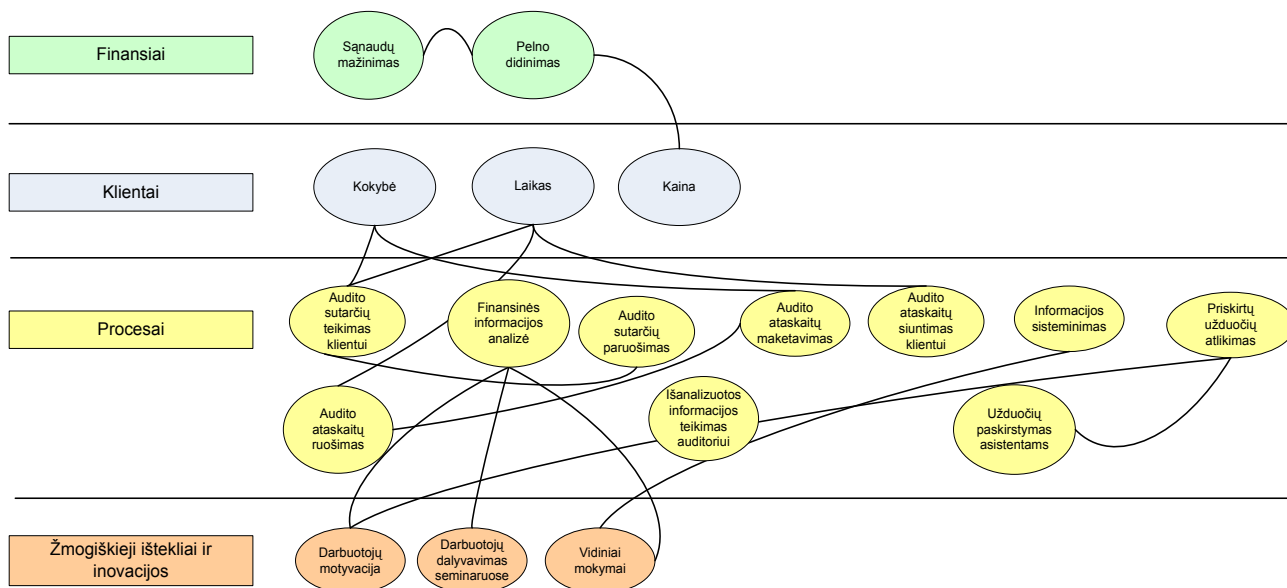 Finansiai
Sąnaudų
mažinimas
Pelno
didinimas
Klientai
Kokybė
Laikas
Kaina
Procesai
Audito
sutarčių
teikimas
klientui
Finansinės
informacijos
analizė
Audito
sutarčių
paruošimas
Audito
ataskaitų
maketavimas
Audito
ataskaitų
siuntimas
klientui
Informacijos
sisteminimas
Priskirtų
užduočių
atlikimas
Audito
ataskaitų
ruošimas
Išanalizuotos
informacijos
teikimas
auditoriui
Užduočių
paskirstymas
asistentams
Žmogiškieji ištekliai ir
inovacijos
Darbuotojų
motyvacija
Darbuotojų
dalyvavimas
seminaruose
Vidiniai
mokymai